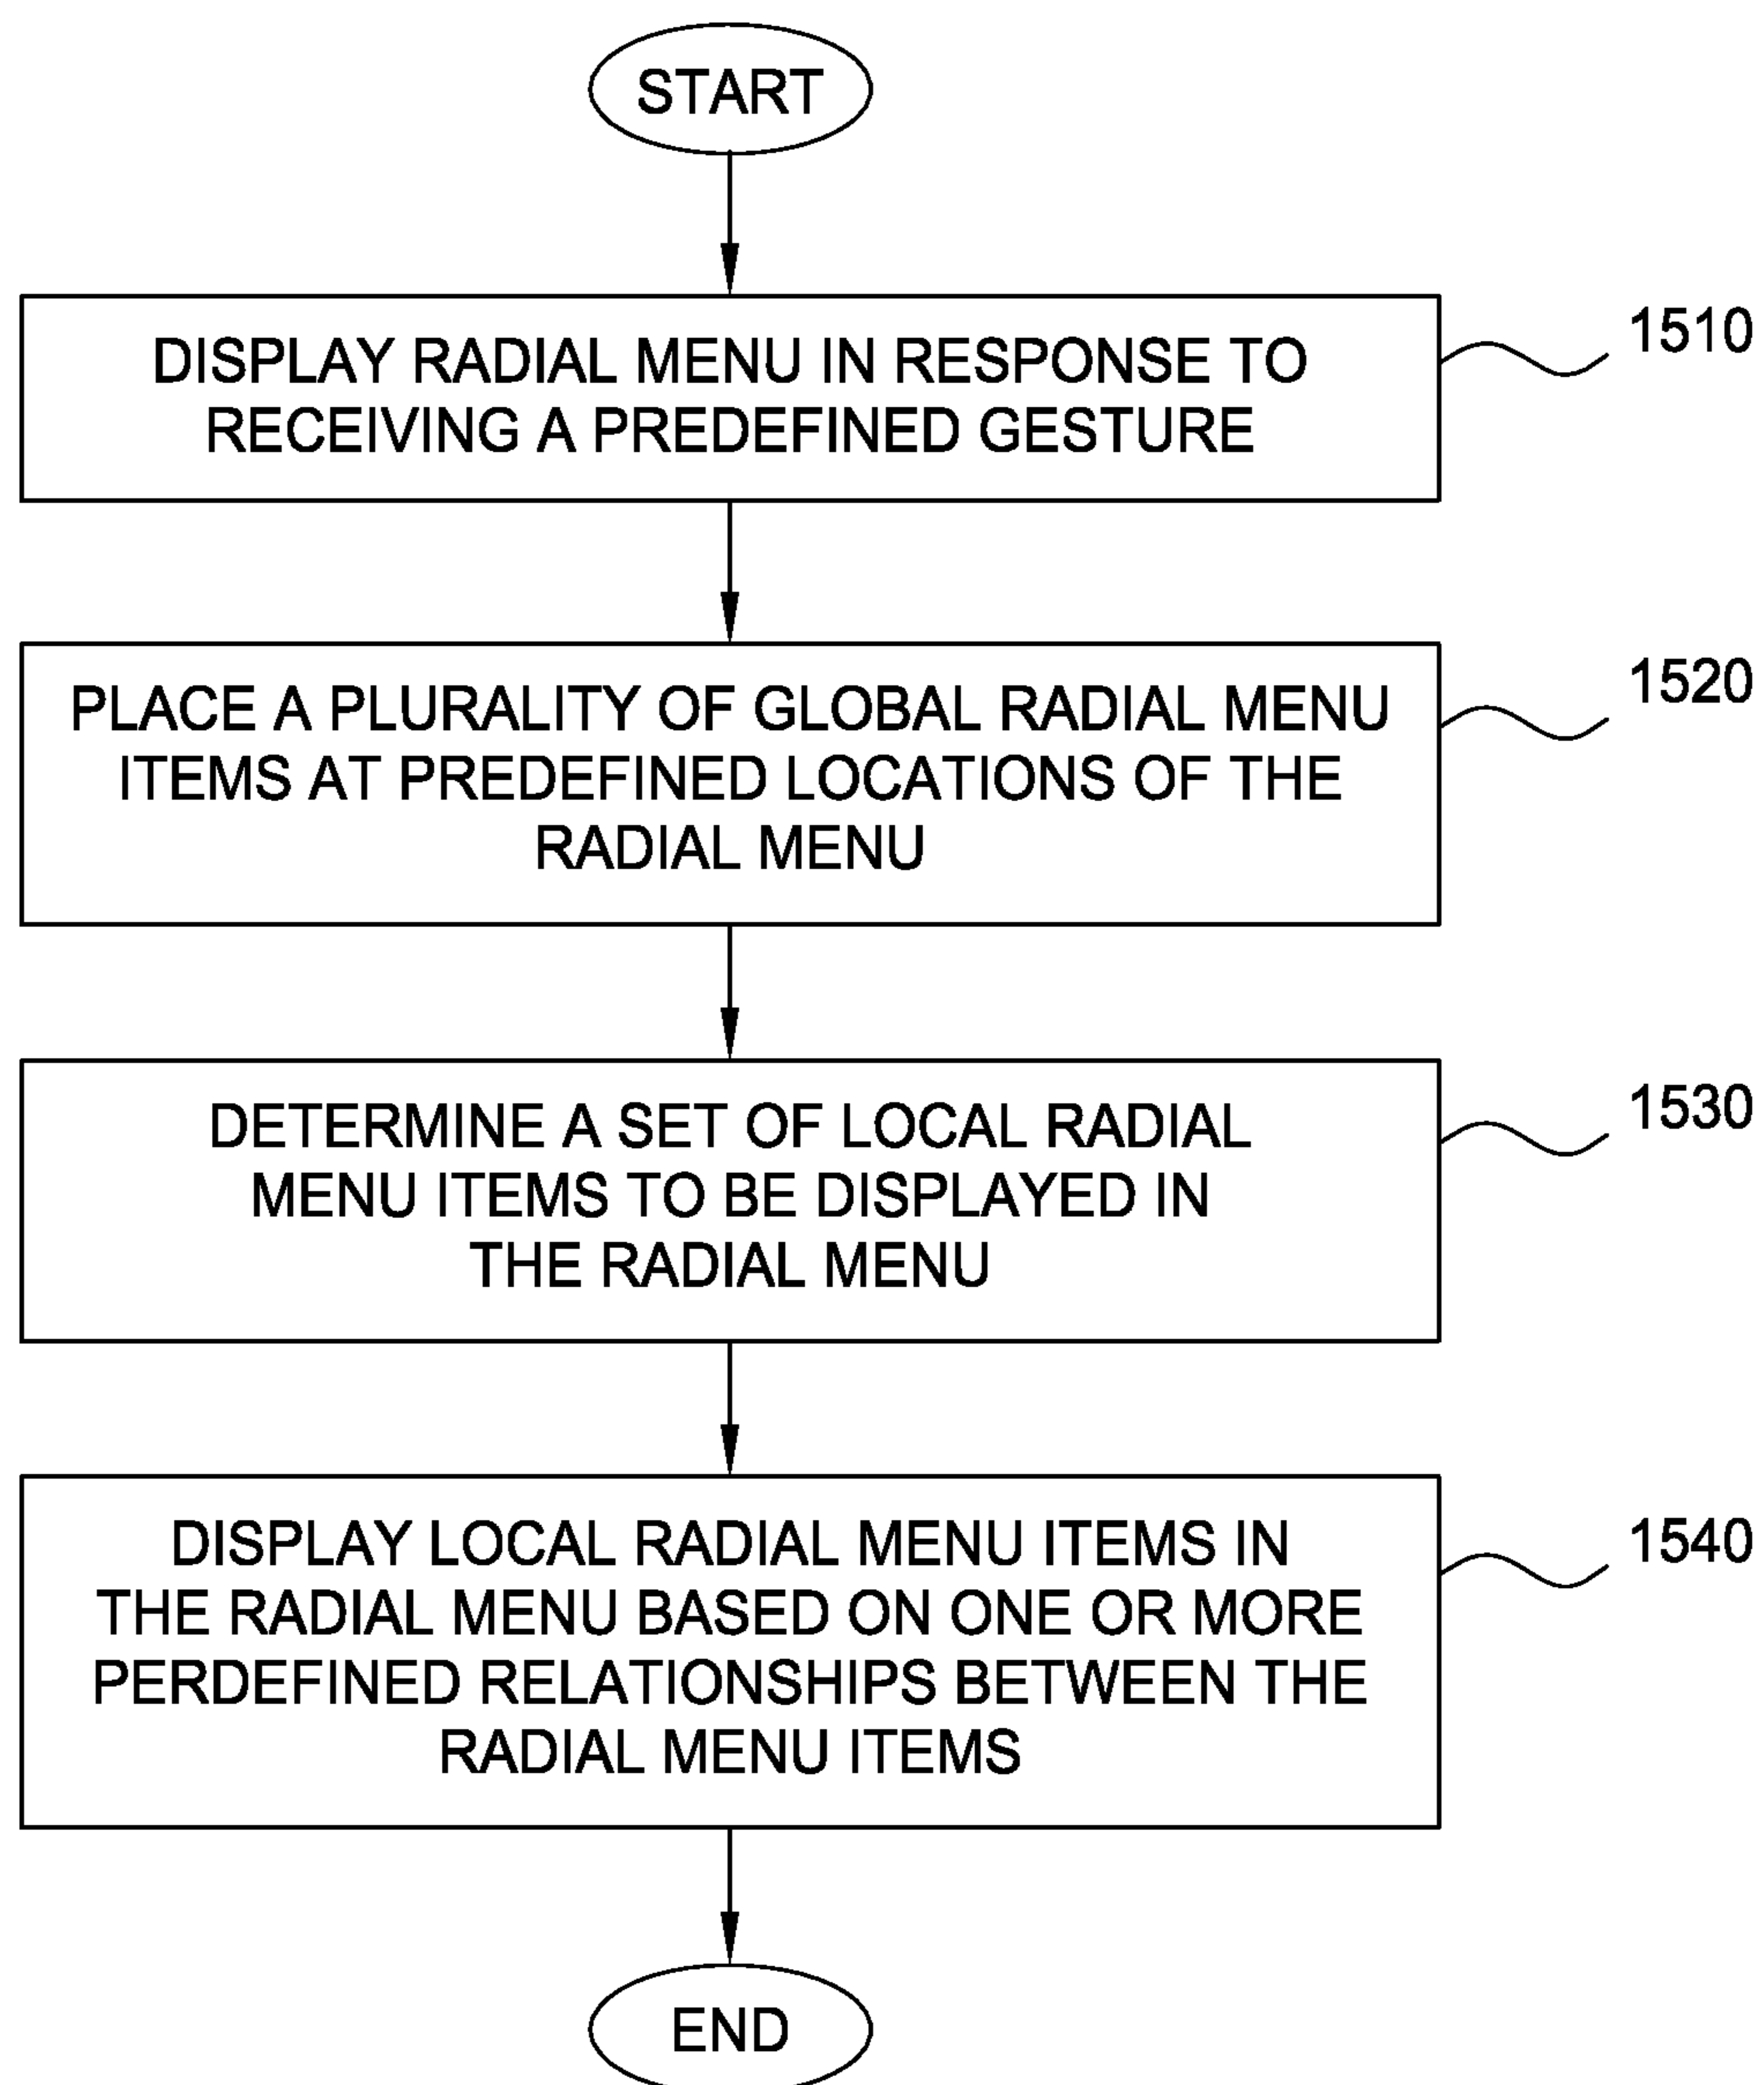 START
DISPLAY RADIAL MENU IN RESPONSE TO
RECEIVING A PREDEFINED GESTURE
1510
PLACE A PLURALITY OF GLOBAL RADIAL MENU
ITEMS AT PREDEFINED LOCATIONS OF THE
RADIAL MENU
1520
DETERMINE A SET OF LOCAL RADIAL
MENU ITEMS TO BE DISPLAYED IN
THE RADIAL MENU
1530
DISPLAY LOCAL RADIAL MENU ITEMS IN
THE RADIAL MENU BASED ON ONE OR MORE
PERDEFINED RELATIONSHIPS BETWEEN THE
RADIAL MENU ITEMS
1540
END